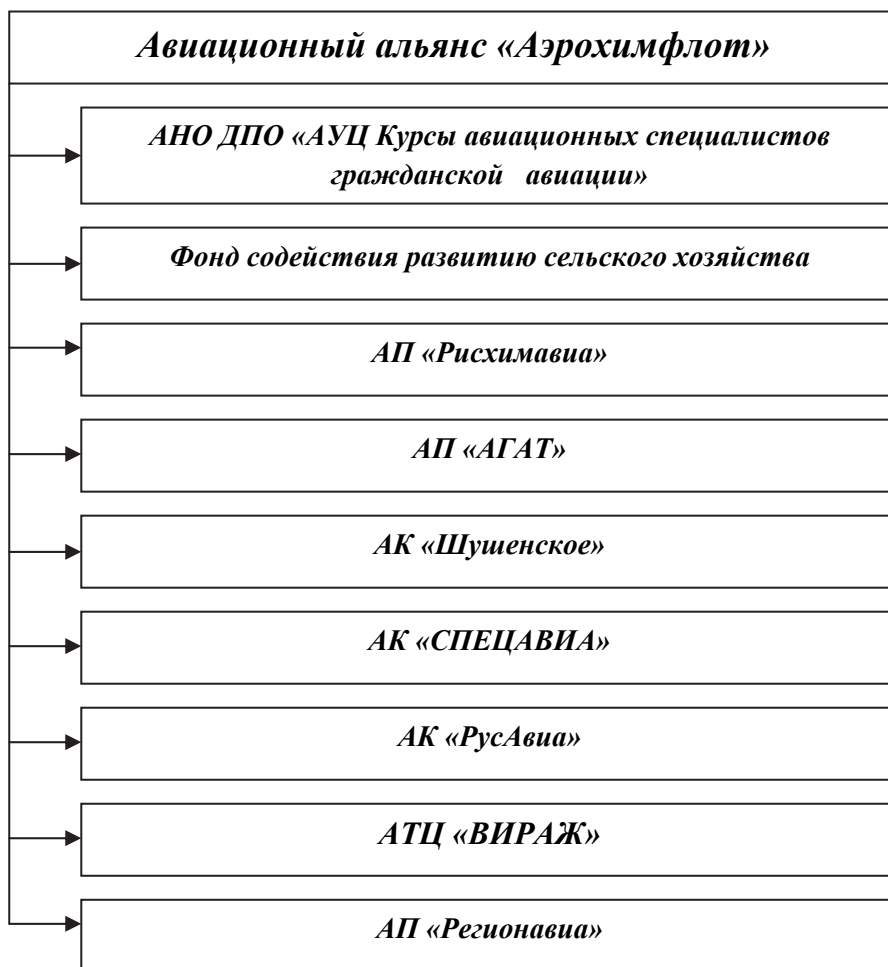 Авиационный альянс «Аэрохимфлот»
АНО ДПО «АУЦ Курсы авиационных специалистов
гражданской авиации»
Фонд содействия развитию сельского хозяйства
АП «Рисхимавиа»
АП «АГАТ»
АК «Шушенское»
АК «СПЕЦАВИА»
АК «РусАвиа»
АТЦ «ВИРАЖ»
АП «Регионавиа»